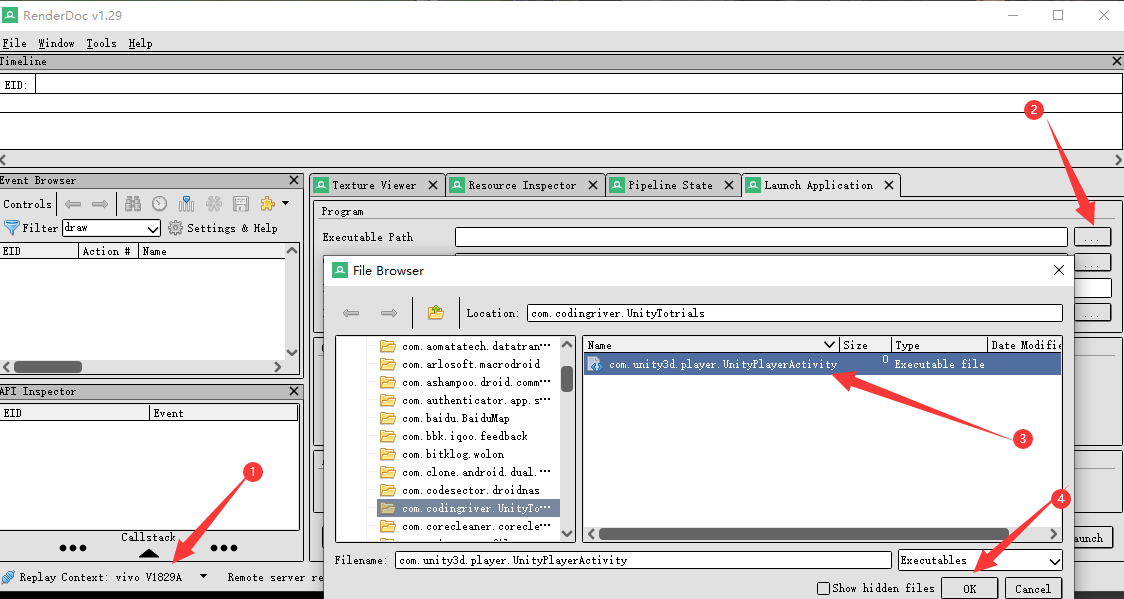 RenderDoc v1.29
File Window Tools Help
Timeline
EID:
2
Event Browser
Controls
Filter draw Settings & Help
EID Action # Name
API Inspector
EID Event
1
Callstack
Replay Context: vivo V1829A Remote server re
Texture Viewer Resource Inspector Pipeline State Launch Application
Program
Executable Path ...
...
...
File Browser
Location: com.codingriver.UnityTotrials
com.aomatatech.datatran...
com.arlosoft.macrodroid
com.ashampoo.droid.comm...
com.authenticator.app.s...
com.baidu.BaiduMap
com.bbk.iqoo.feedback
com.bitklog.wolon
com.clone.android.dual....
com.codesector.droidnas
com.codingriver.UnityTo...
com.corecleaner.corecle...
Name Size Type Date Modifie
com.unity3d.player.UnityPlayerActivity 0 Executable file
3
4
Filename: com.unity3d.player.UnityPlayerActivity Executables
Show hidden files OK Cancel
aunch